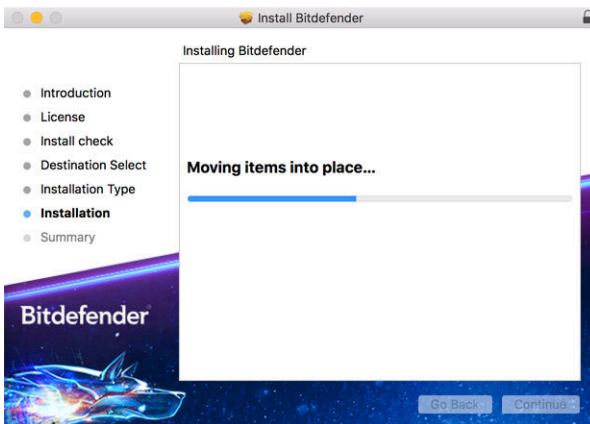 Install Bitdefender
Installing Bitdefender
Introduction
License
Install check
Destination Select
Installation Type
Installation
Summary
Moving items into place...
Bitdefender
Go Back
Continue